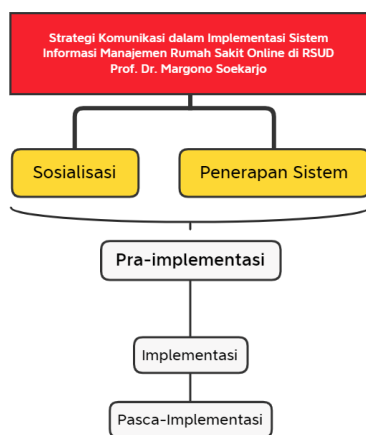 Strategi Komunikasi dalam Implementasi Sistem
Informasi Manajemen Rumah Sakit Online di RSUD
Prof. Dr. Margono Soekarjo
Sosialisasi
Penerapan Sistem
Pra-implementasi
Implementasi
Pasca-Implementasi